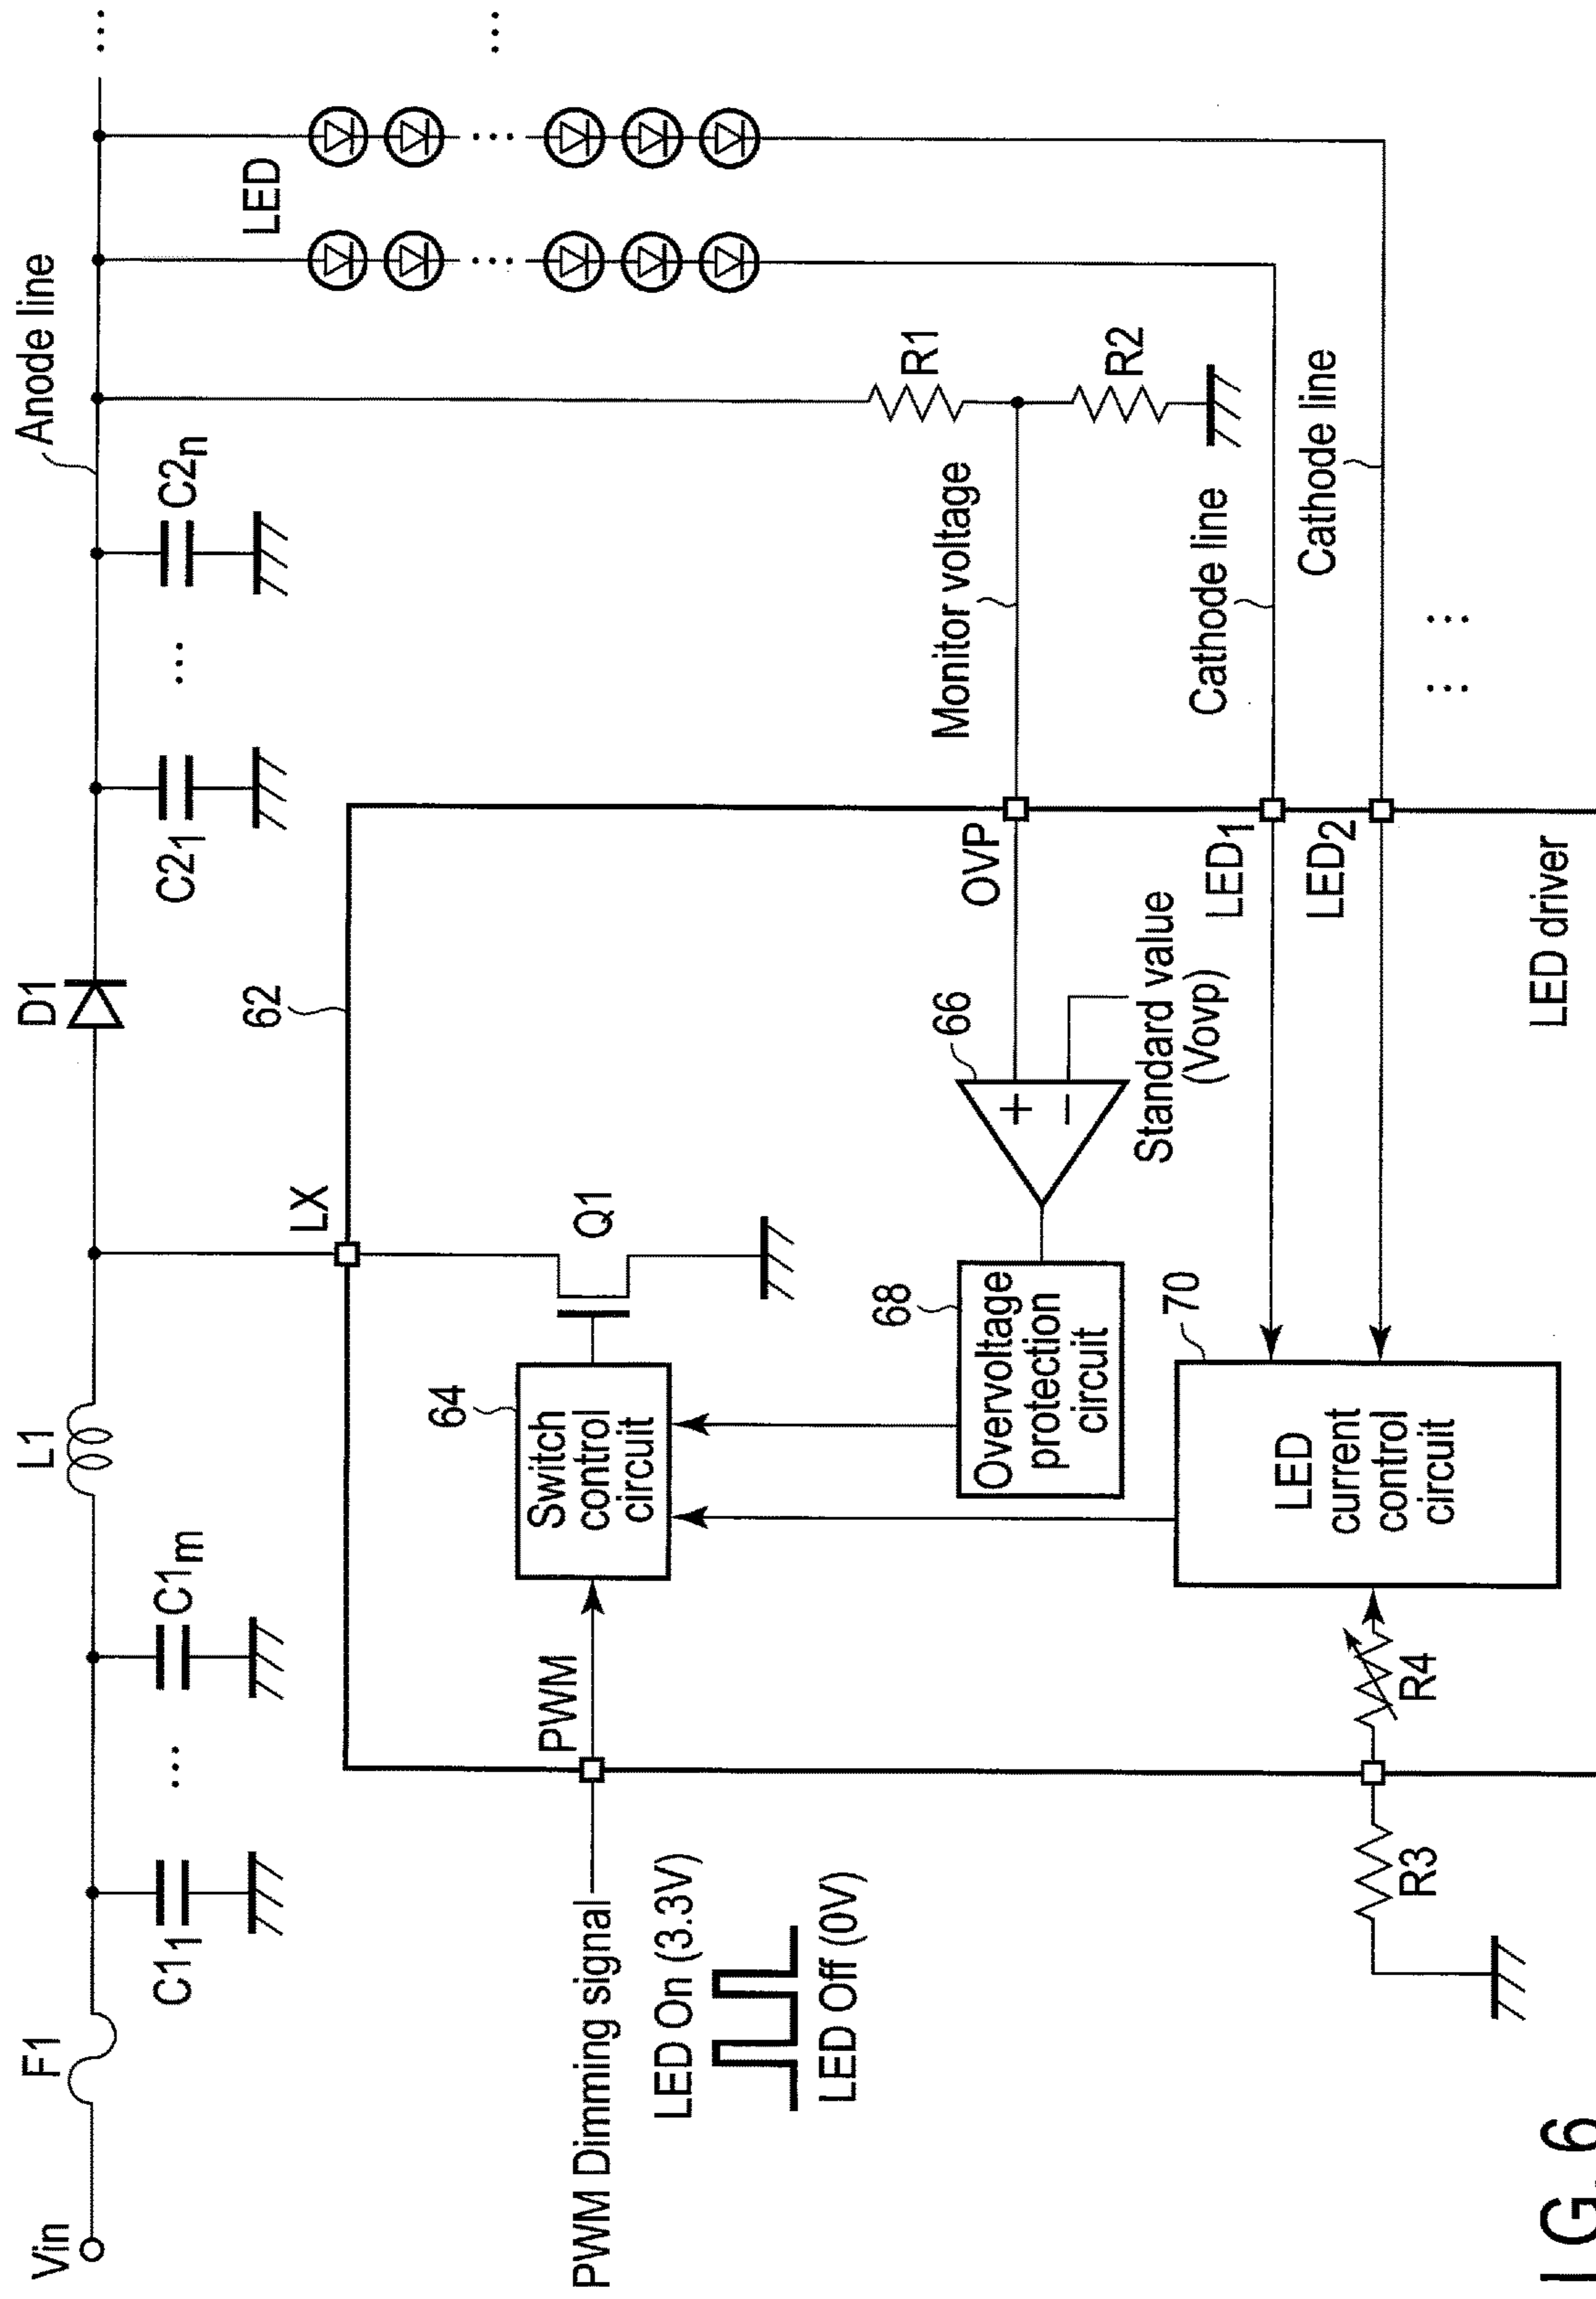 Vin
F1
C11
...
C1m
L1
D1
C21
...
C2n
Anode line
...
LX
62
LED
...
...
...
Q1
64
Switch
control
circuit
PWM
PWM Dimming signal
LED On (3.3V)
LED Off (0V)
R1
R2
Monitor voltage
OVP
66
+
−
Standard value
(Vovp)
68
Overvoltage
protection
circuit
Cathode line
Cathode line
LED1
LED2
...
...
70
LED
current
control
circuit
R4
R3
LED driver
I G. 6